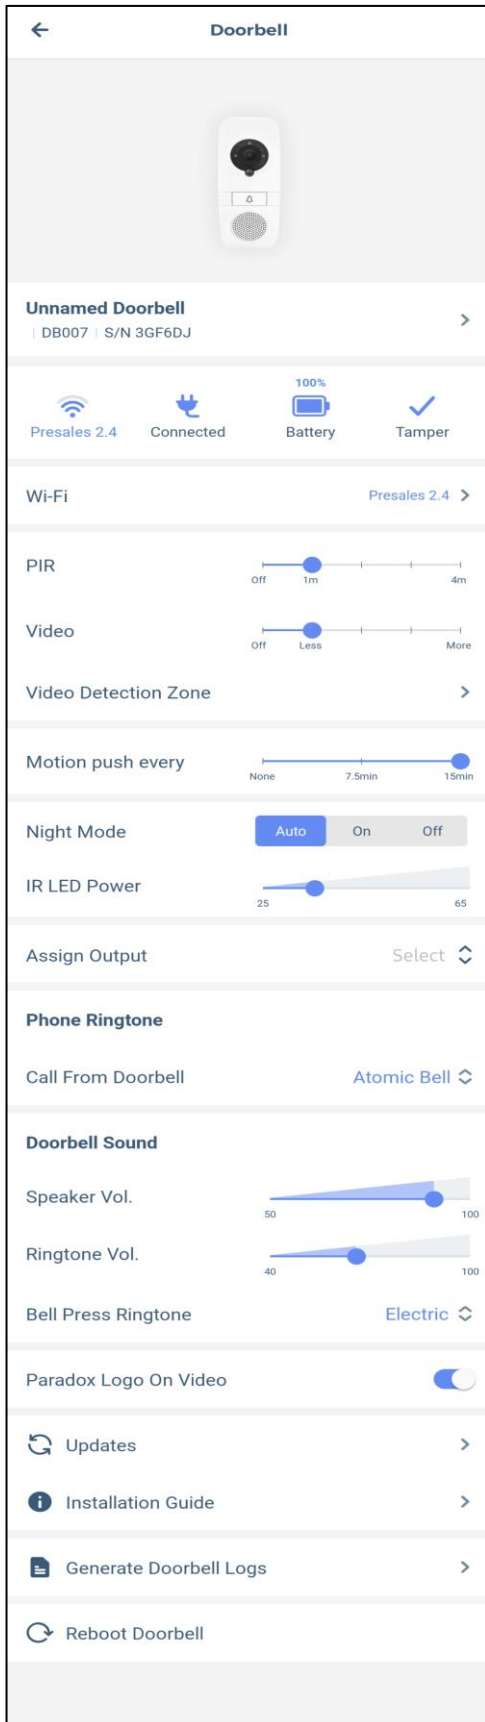 Doorbell
Unnamed Doorbell
DB007 | S/N 3GF6DJ
100%
Presales 2.4 Connected Battery Tamper
Wi-Fi Presales 2.4
PIR
Off 1m 4m
Video
Off Less More
Video Detection Zone
Motion push every
None 7.5min 15min
Night Mode Auto On Off
IR LED Power
25 65
Assign Output Select
Phone Ringtone
Call From Doorbell Atomic Bell
Doorbell Sound
Speaker Vol.
50 100
Ringtone Vol.
40 100
Bell Press Ringtone Electric
Paradox Logo On Video
Updates
Installation Guide
Generate Doorbell Logs
Reboot Doorbell